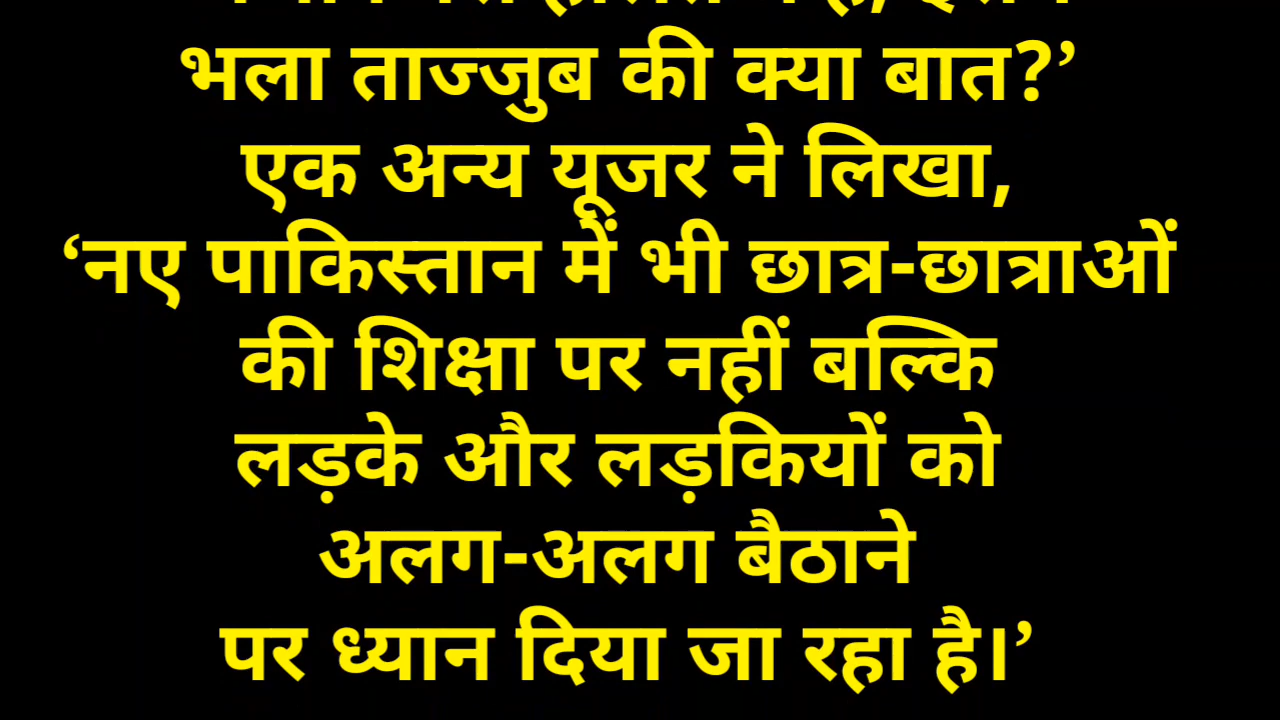 भला ताज्जुब की क्या बात?’
एक अन्य यूजर ने लिखा,
‘नए पाकिस्तान में भी छात्र-छात्राओं
की शिक्षा पर नहीं बल्कि
लड़के और लड़कियों को
अलग-अलग बैठाने
पर ध्यान दिया जा रहा है।’